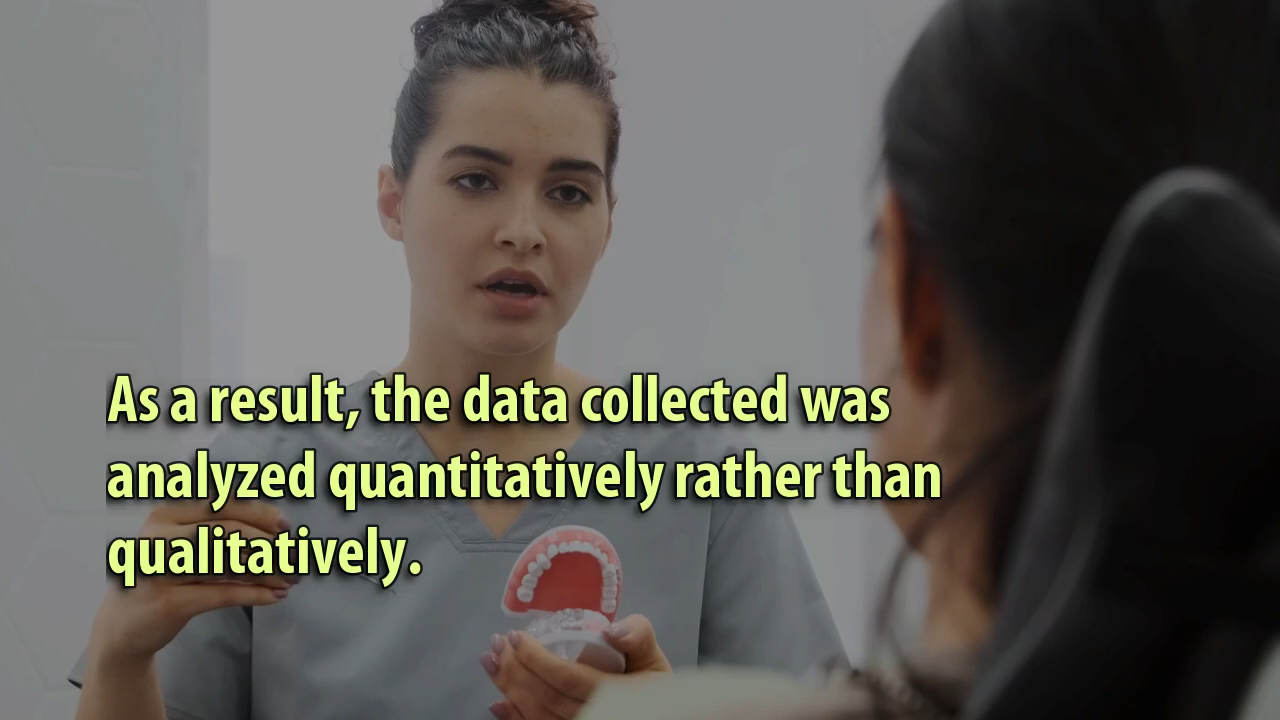 As a result, the data collected was
analyzed quantitatively rather than
qualitatively.